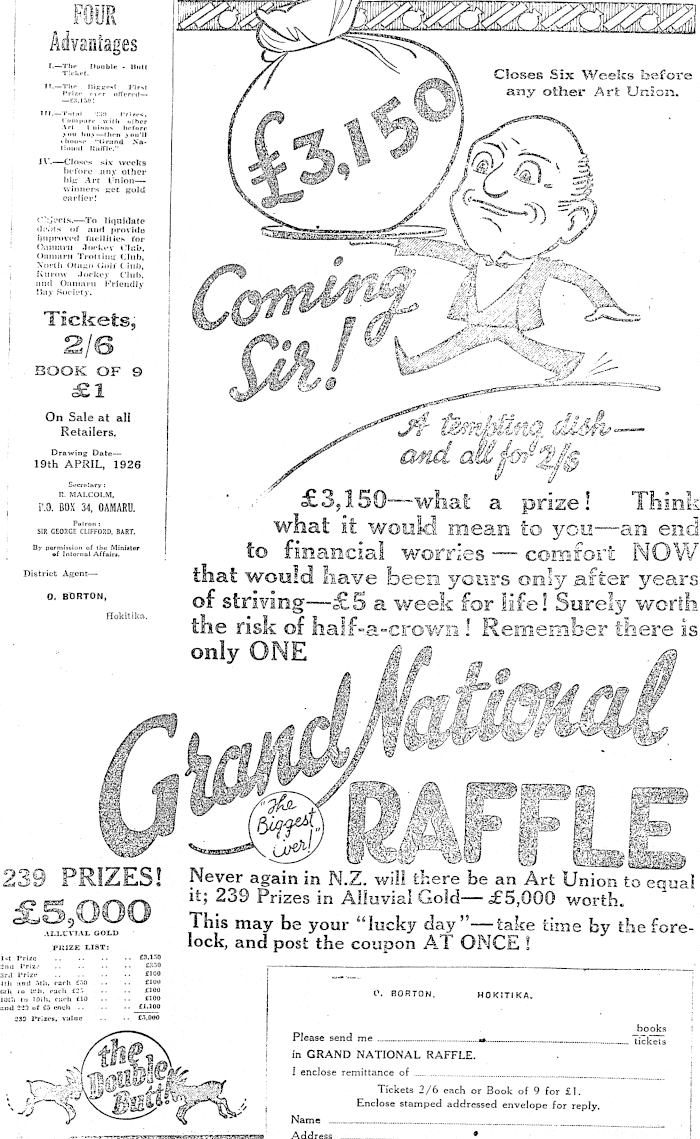 FOUR
Advantages
I.—The Double - Butt
Ticket.
II.—The Biggest First
Prize ever offered—
—£3,150!
III.—Total 239 Prizes.
Compare with other
Art Unions before
you buy—then you'll
choose "Grand Na-
tional Raffle."
IV.—Closes six weeks
before any other
big Art Union—
winners get gold
earlier!
Objects.—To liquidate
debts of and provide
improved facilities for
Oamaru Jockey Club,
Oamaru Trotting Club,
North Otago Golf Club,
Kurow Jockey Club,
and Oamaru Friendly
Bay Society.
Tickets,
2/6
BOOK OF 9
£1
On Sale at all
Retailers.
Drawing Date—
19th APRIL, 1926
Secretary:
R. MALCOLM,
P.O. BOX 34, OAMARU.
Patron:
SIR GEORGE CLIFFORD, BART.
By permission of the Minister
of Internal Affairs.
District Agent—
O. BORTON,
Hokitika.
£3,150
Closes Six Weeks before
any other Art Union.
Coming
Sir!
A tempting dish—
and all for 2/6
£3,150—what a prize! Think
what it would mean to you—an end
to financial worries — comfort NOW
that would have been yours only after years
of striving—£5 a week for life! Surely worth
the risk of half-a-crown! Remember there is
only ONE
Grand National
RAFFLE
"The
Biggest
Ever!"
239 PRIZES!
£5,000
ALLUVIAL GOLD
PRIZE LIST:
1st Prize .. .. .. .. £3,150
2nd Prize .. .. .. .. £350
3rd Prize .. .. .. .. £100
4th and 5th, each £50 .. .. £100
6th to 9th, each £25 .. .. £100
10th to 19th, each £10 .. .. £100
and 223 of £5 each .. .. .. £1,100
239 Prizes, value .. .. £5,000
the
Double
Butt!
Never again in N.Z. will there be an Art Union to equal
it; 239 Prizes in Alluvial Gold— £5,000 worth.
This may be your "lucky day"—take time by the fore-
lock, and post the coupon AT ONCE!
O. BORTON, HOKITIKA.
Please send me books
tickets
in GRAND NATIONAL RAFFLE.
I enclose remittance of
Tickets 2/6 each or Book of 9 for £1.
Enclose stamped addressed envelope for reply.
Name
Address